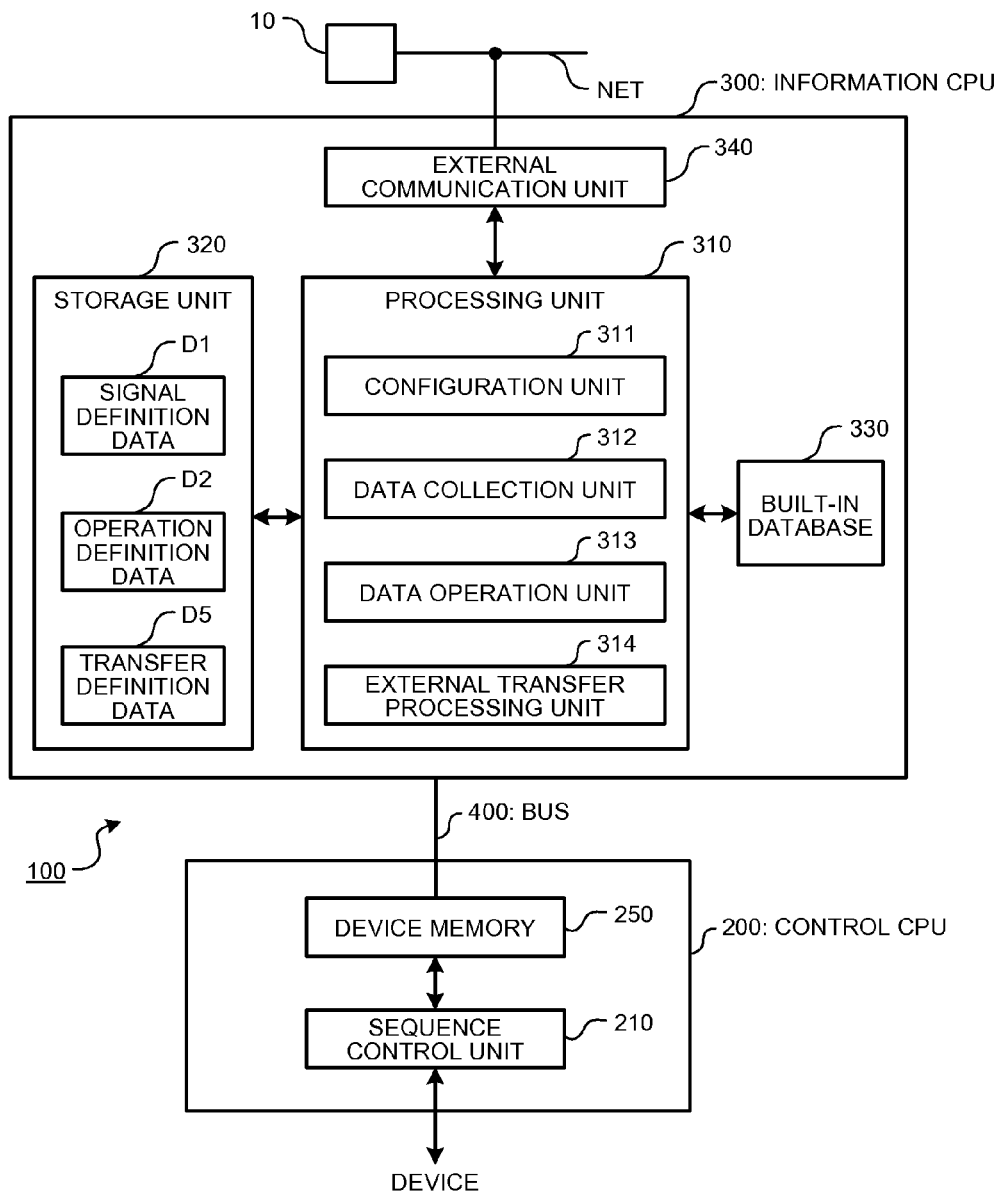 10
NET
300: INFORMATION CPU
EXTERNAL
COMMUNICATION UNIT
340
320
STORAGE UNIT
D1
SIGNAL
DEFINITION
DATA
D2
OPERATION
DEFINITION
DATA
D5
TRANSFER
DEFINITION
DATA
310
PROCESSING UNIT
311
CONFIGURATION UNIT
312
DATA COLLECTION UNIT
313
DATA OPERATION UNIT
314
EXTERNAL TRANSFER
PROCESSING UNIT
330
BUILT-IN
DATABASE
400: BUS
100
DEVICE MEMORY
250
200: CONTROL CPU
SEQUENCE
CONTROL UNIT
210
DEVICE